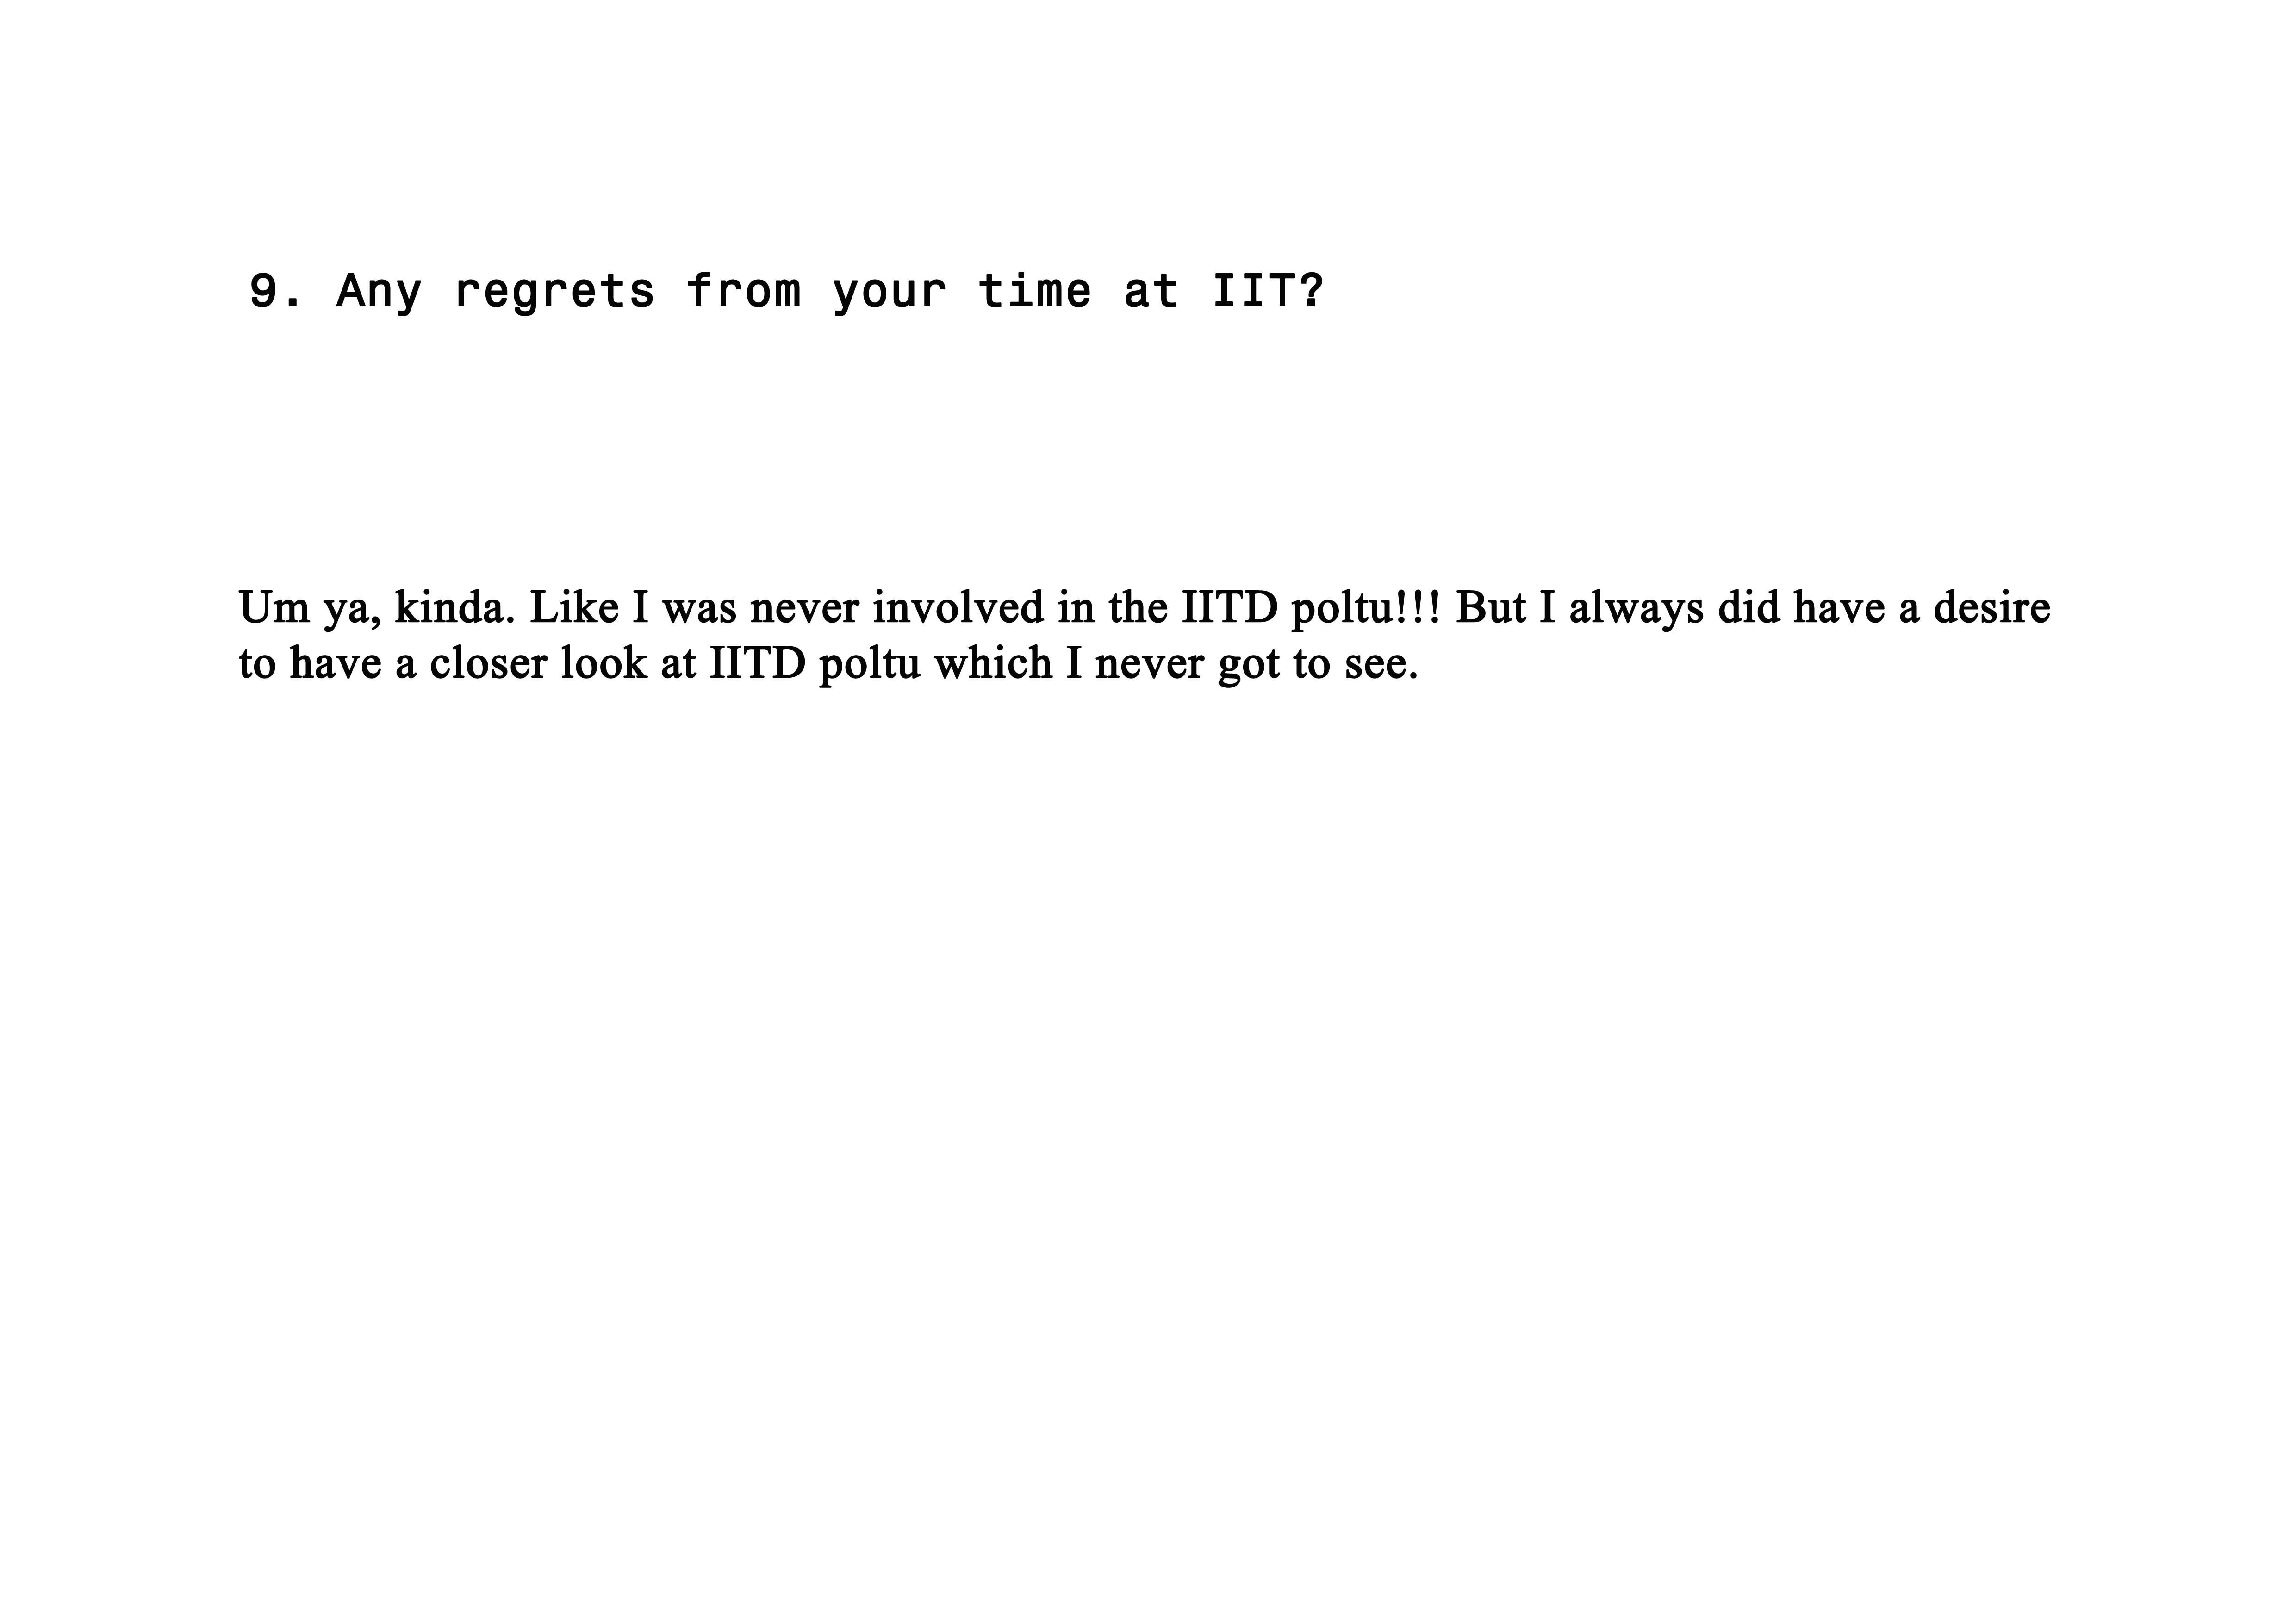 9. Any regrets from your time at IIT?
Um ya, kinda. Like I was never involved in the IITD poltu!!! But I always did have a desire
to have a closer look at IITD poltu which I never got to see.